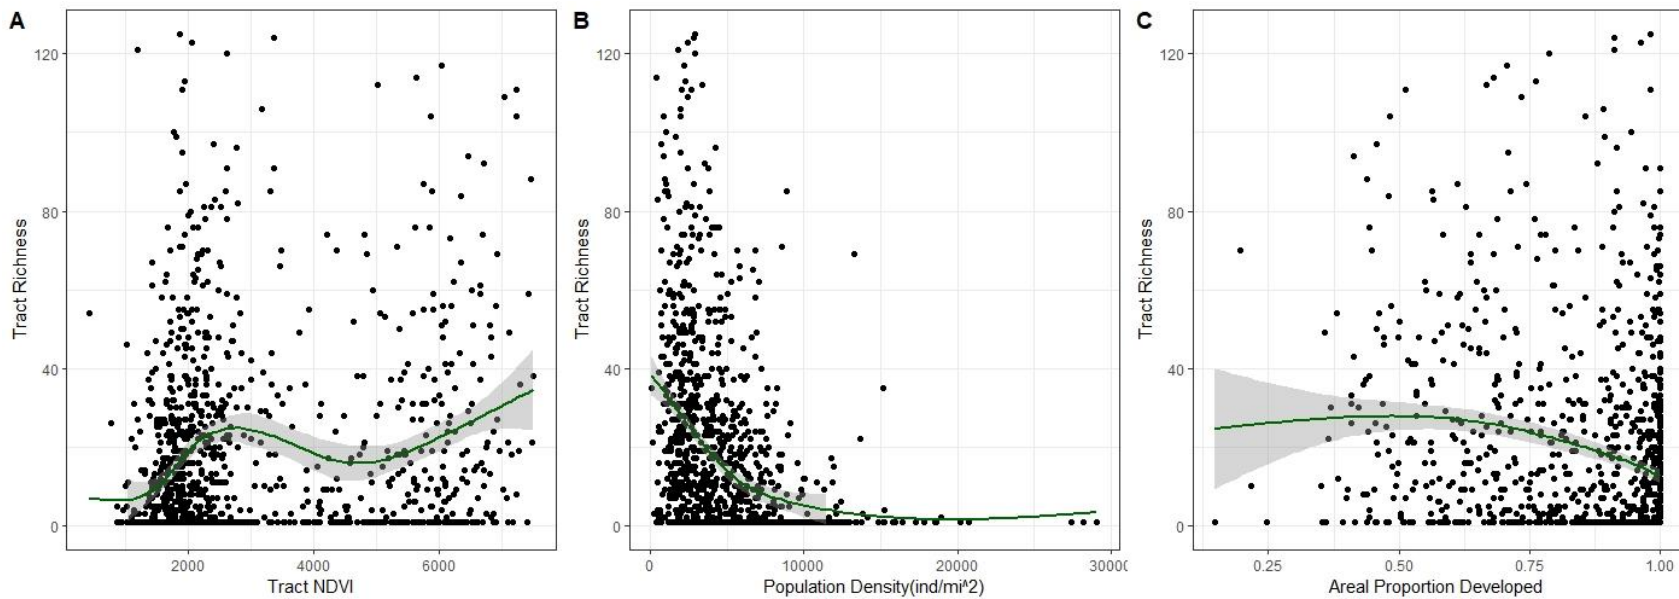 A
Tract Richness
120
80
40
0
2000
4000
6000
Tract NDVI
B
Tract Richness
120
80
40
0
0
10000
20000
30000
Population Density(ind/mi^2)
C
Tract Richness
120
80
40
0
0.25
0.50
0.75
1.00
Areal Proportion Developed